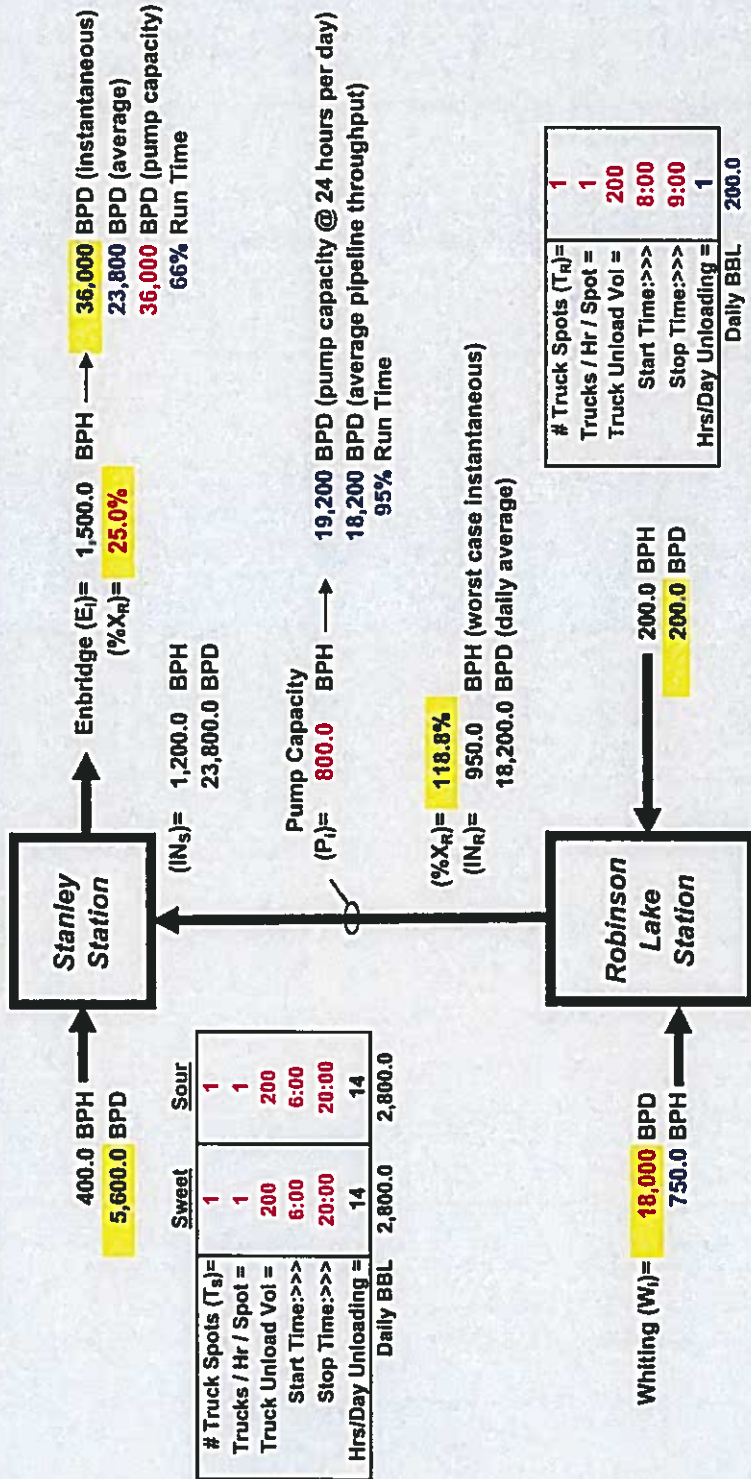 400.0 BPH
5,600.0 BPD
Stanley
Station
Enbridge (Eᵢ)= 1,500.0 BPH
(%X_R)= 25.0%
36,000 BPD (instantaneous)
23,800 BPD (average)
36,000 BPD (pump capacity)
66% Run Time
(IN_S)= 1,200.0 BPH
23,800.0 BPD
Sweet Sour
# Truck Spots (T_S)= 1 1
Trucks / Hr / Spot = 1 1
Truck Unload Vol = 200 200
Start Time:>>> 6:00 6:00
Stop Time:>>> 20:00 20:00
Hrs/Day Unloading = 14 14
Daily BBL 2,800.0 2,800.0
Pump Capacity
(Pᵢ)= 800.0 BPH
19,200 BPD (pump capacity @ 24 hours per day)
18,200 BPD (average pipeline throughput)
95% Run Time
(%X_R)= 118.8%
(IN_R)= 950.0 BPH (worst case instantaneous)
18,200.0 BPD (daily average)
Whiting (Wᵢ)= 18,000 BPD
750.0 BPH
Robinson
Lake
Station
200.0 BPH
200.0 BPD
# Truck Spots (T_R)= 1
Trucks / Hr / Spot = 1
Truck Unload Vol = 200
Start Time:>>> 8:00
Stop Time:>>> 9:00
Hrs/Day Unloading = 1
Daily BBL 200.0